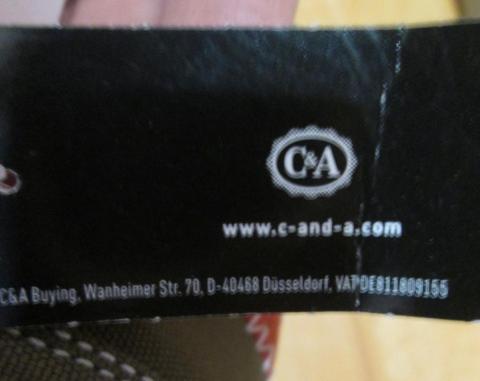 C&A
www.c-and-a.com
C&A Buying, Wanheimer Str. 70, D-40468 Düsseldorf, VAT DE811809155